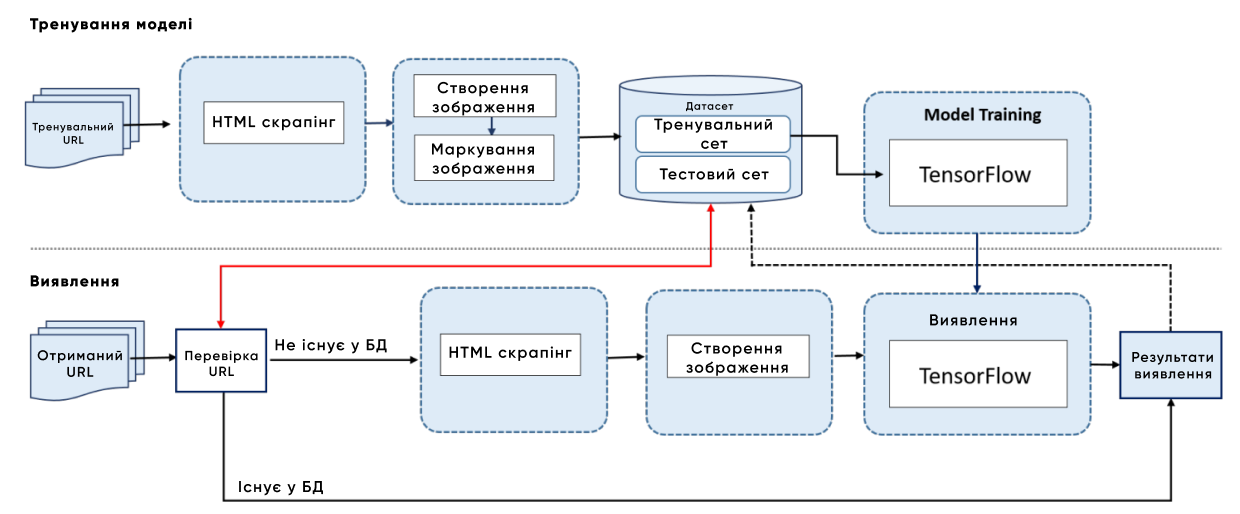 Тренування моделі
Тренувальний
URL
HTML скрапінг
Створення
зображення
Маркування
зображення
Датасет
Тренувальний
сет
Тестовий сет
Model Training
TensorFlow
Виявлення
Отриманий
URL
Перевірка
URL
Не існує у БД
HTML скрапінг
Створення
зображення
Виявлення
TensorFlow
Результати
виявлення
Існує у БД